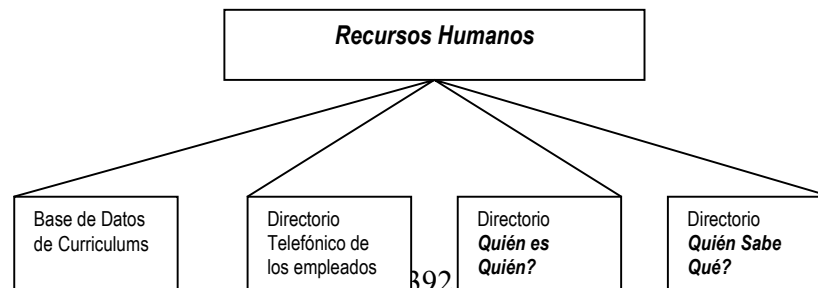 Recursos Humanos
Base de Datos
de Curriculums
Directorio
Telefónico de
los empleados
Directorio
Quién es
Quién?
Directorio
Quién Sabe
Qué?
392